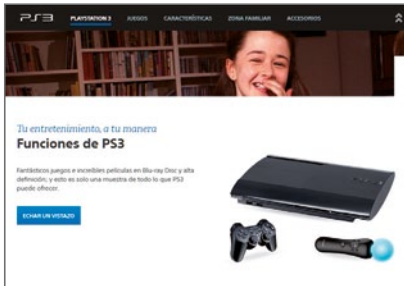 PS3 PLAYSTATION 3 JUEGOS CARACTERÍSTICAS ZONA FAMILIAR ACCESORIOS
Tu entretenimiento, a tu manera
Funciones de PS3
Fantásticos juegos e increíbles películas en Blu-ray Disc y alta
definición, y esto es solo una muestra de todo lo que PS3
puede ofrecer.
ECHAR UN VISTAZO